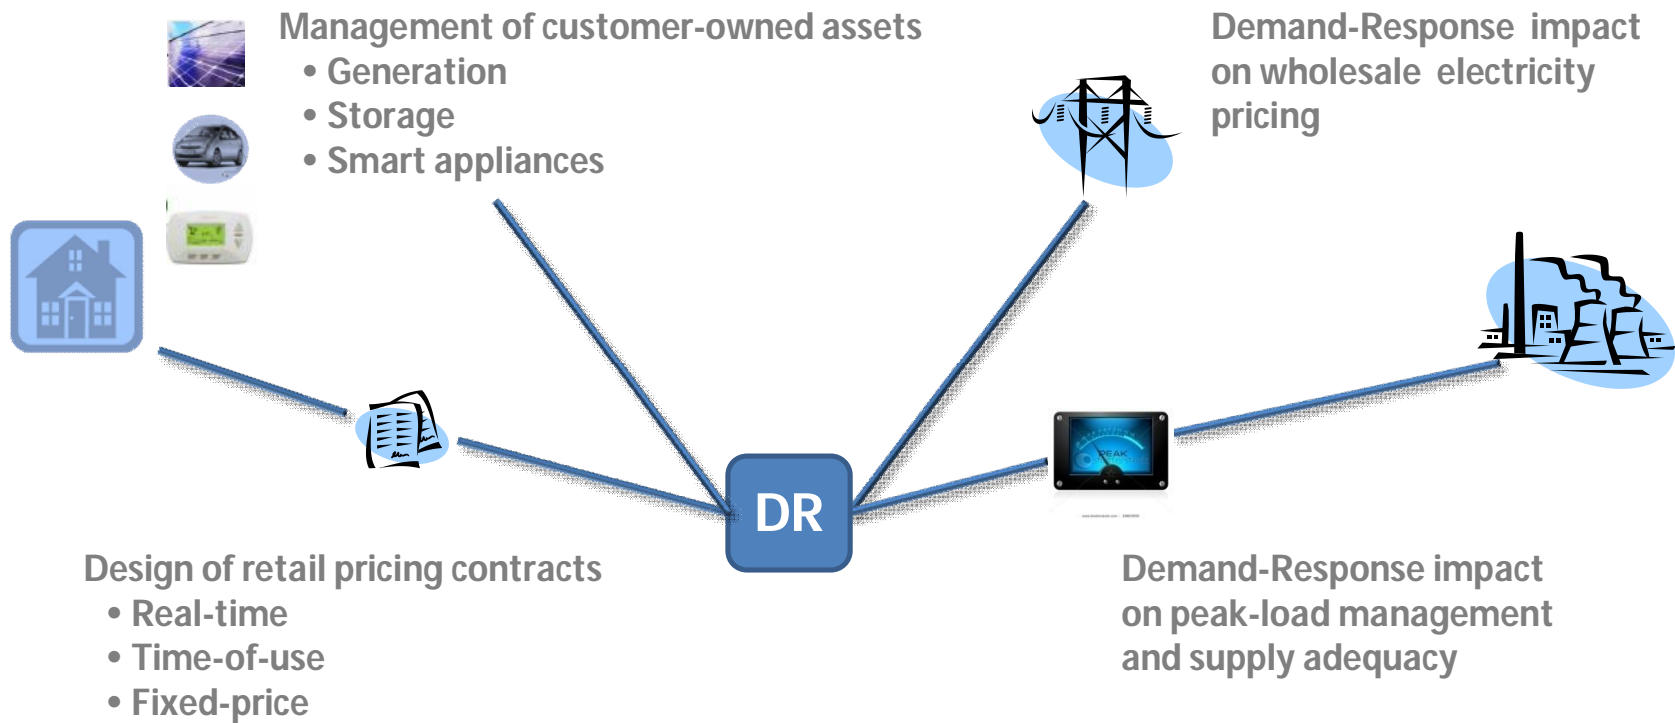 Management of customer-owned assets
• Generation
• Storage
• Smart appliances
Demand-Response impact
on wholesale electricity
pricing
PEAK
DR
Design of retail pricing contracts
• Real-time
• Time-of-use
• Fixed-price
Demand-Response impact
on peak-load management
and supply adequacy